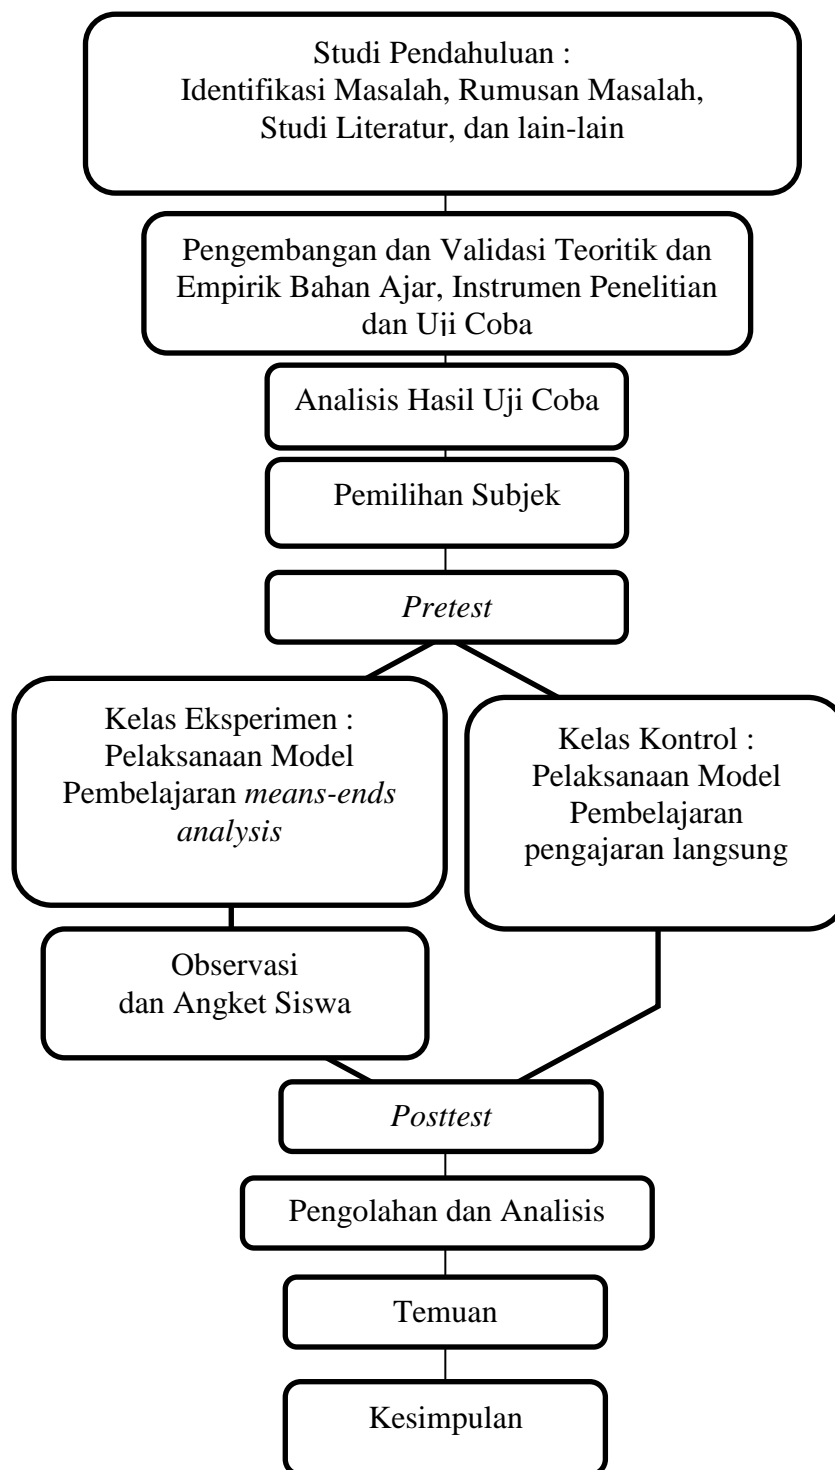 Studi Pendahuluan :
Identifikasi Masalah, Rumusan Masalah,
Studi Literatur, dan lain-lain
Pengembangan dan Validasi Teoritik dan
Empirik Bahan Ajar, Instrumen Penelitian
dan Uji Coba
Analisis Hasil Uji Coba
Pemilihan Subjek
Pretest
Kelas Eksperimen :
Pelaksanaan Model
Pembelajaran means-ends
analysis
Kelas Kontrol :
Pelaksanaan Model
Pembelajaran
pengajaran langsung
Observasi
dan Angket Siswa
Posttest
Pengolahan dan Analisis
Temuan
Kesimpulan